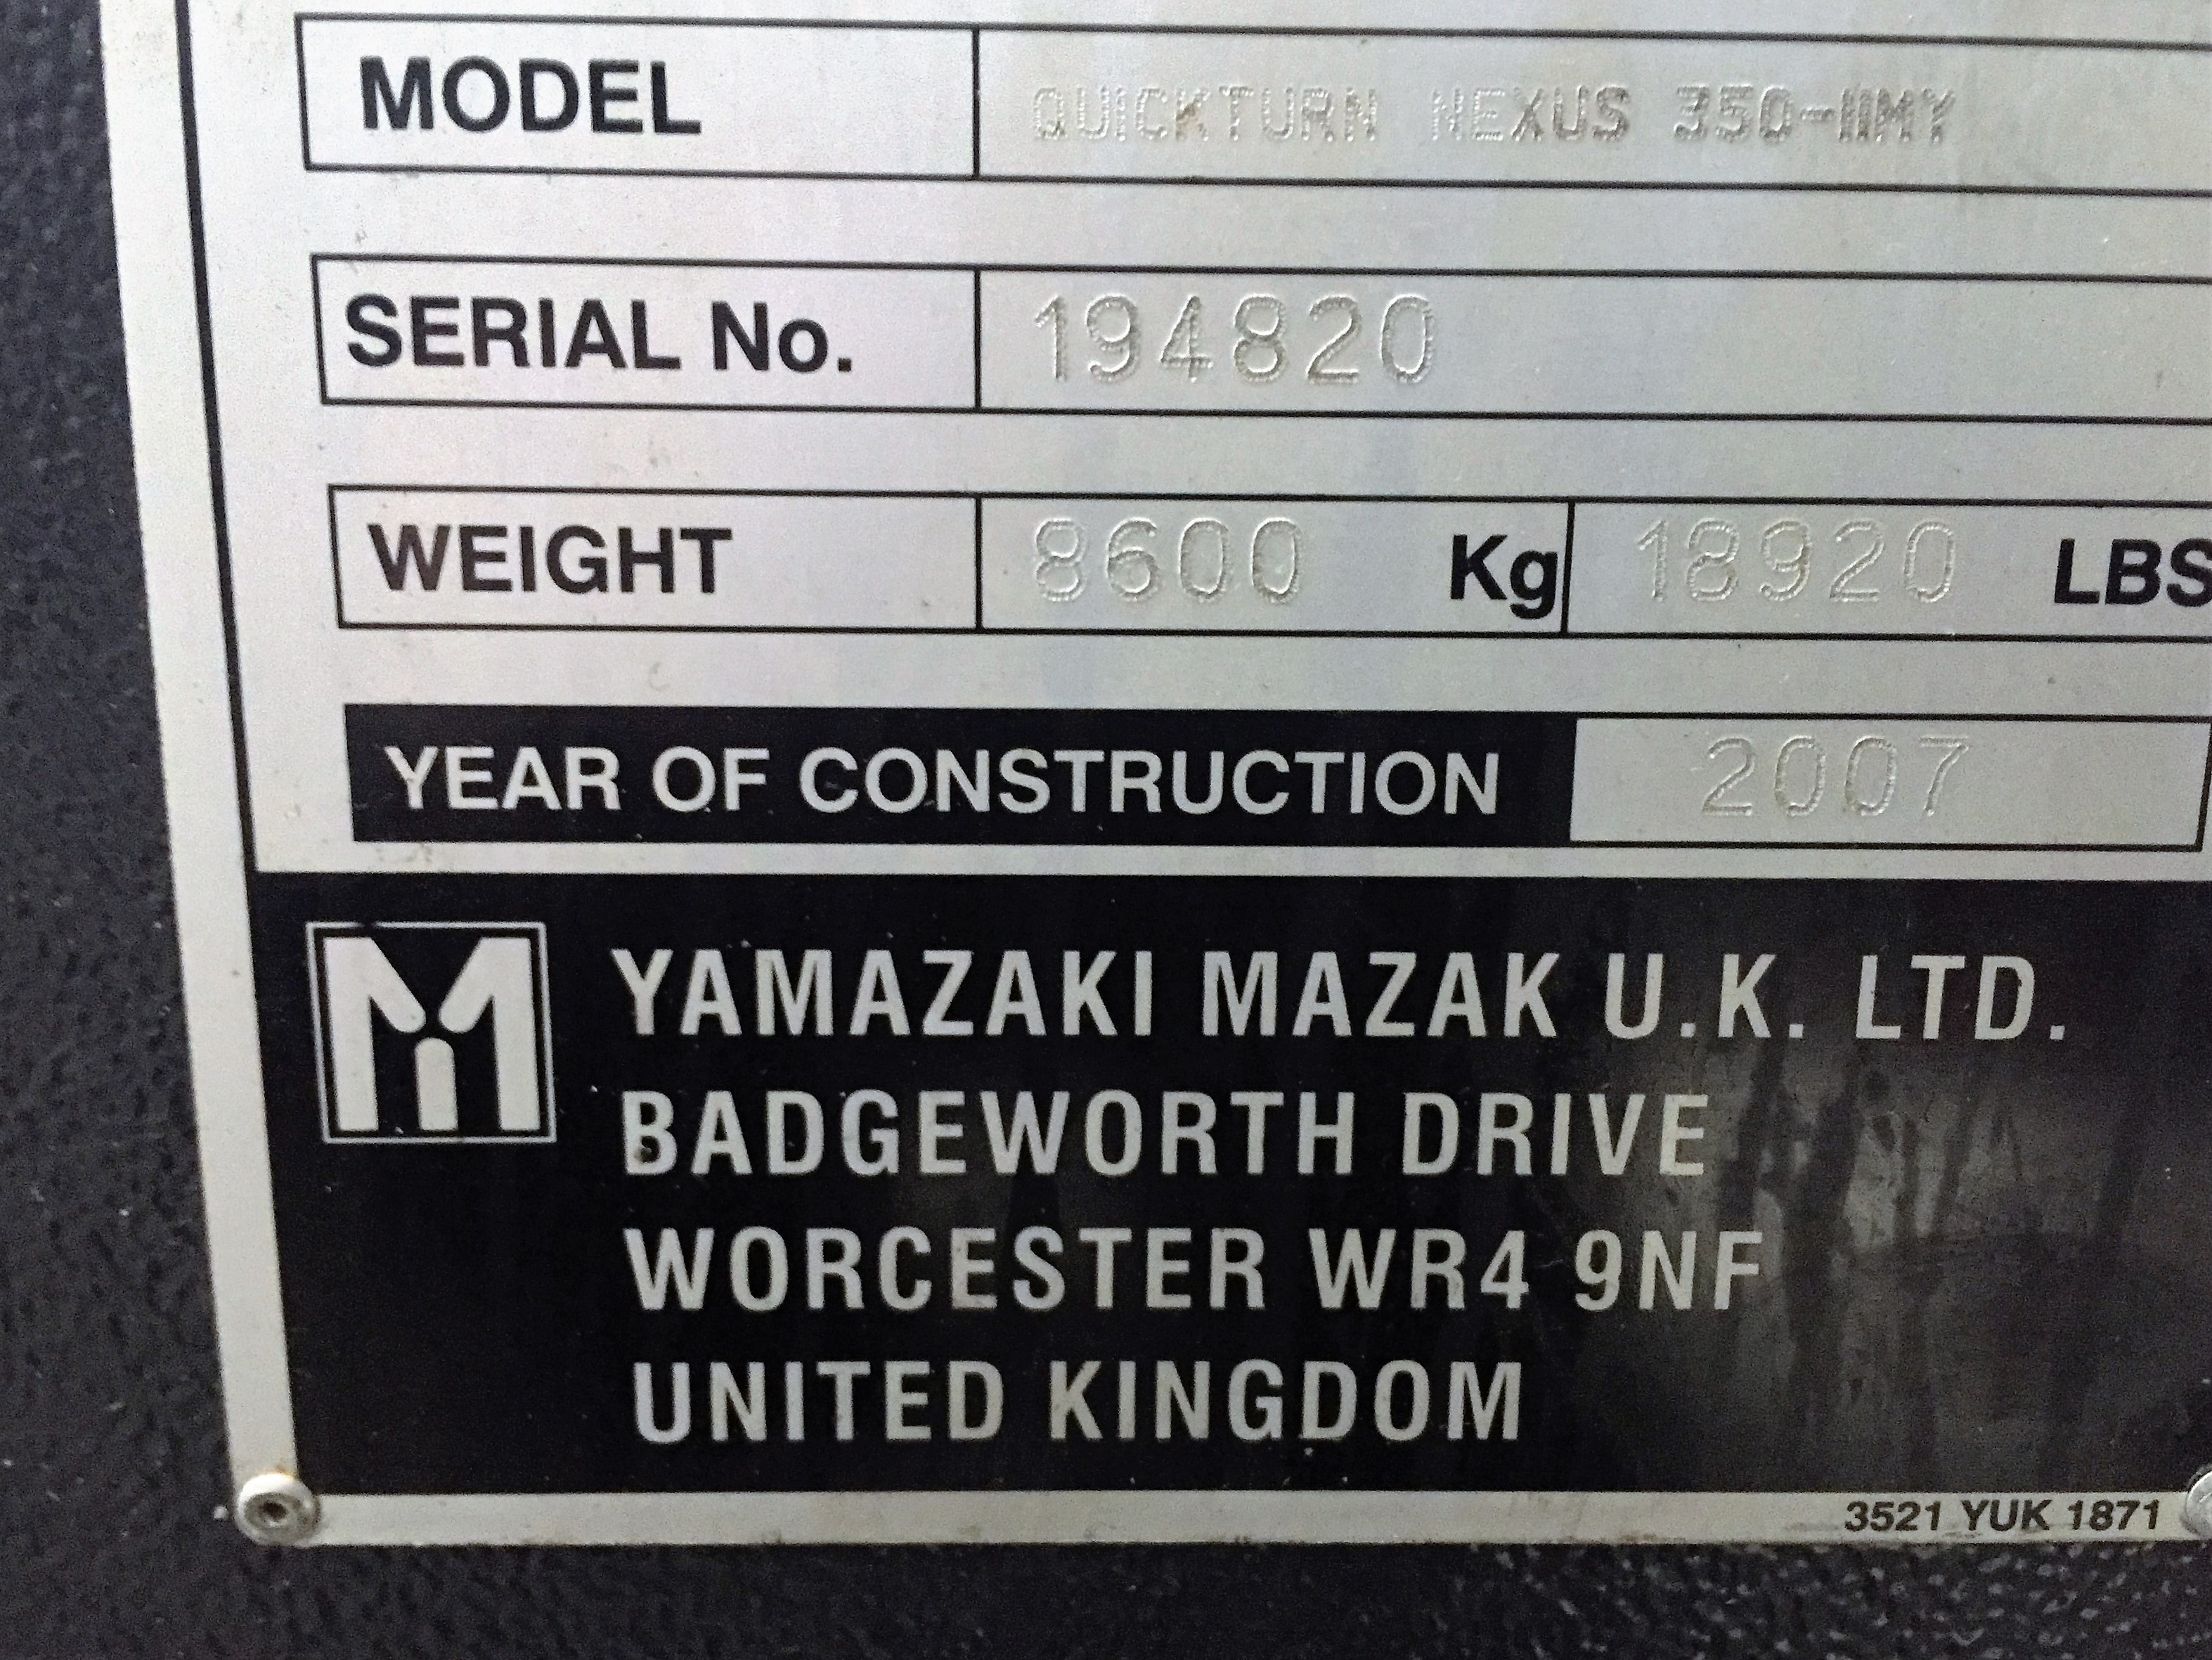 MODEL QUICKTURN NEXUS 350-IIMY
SERIAL No. 194820
WEIGHT 8600 Kg 18920 LBS
YEAR OF CONSTRUCTION 2007
YAMAZAKI MAZAK U.K. LTD.
BADGEWORTH DRIVE
WORCESTER WR4 9NF
UNITED KINGDOM
3521 YUK 1871